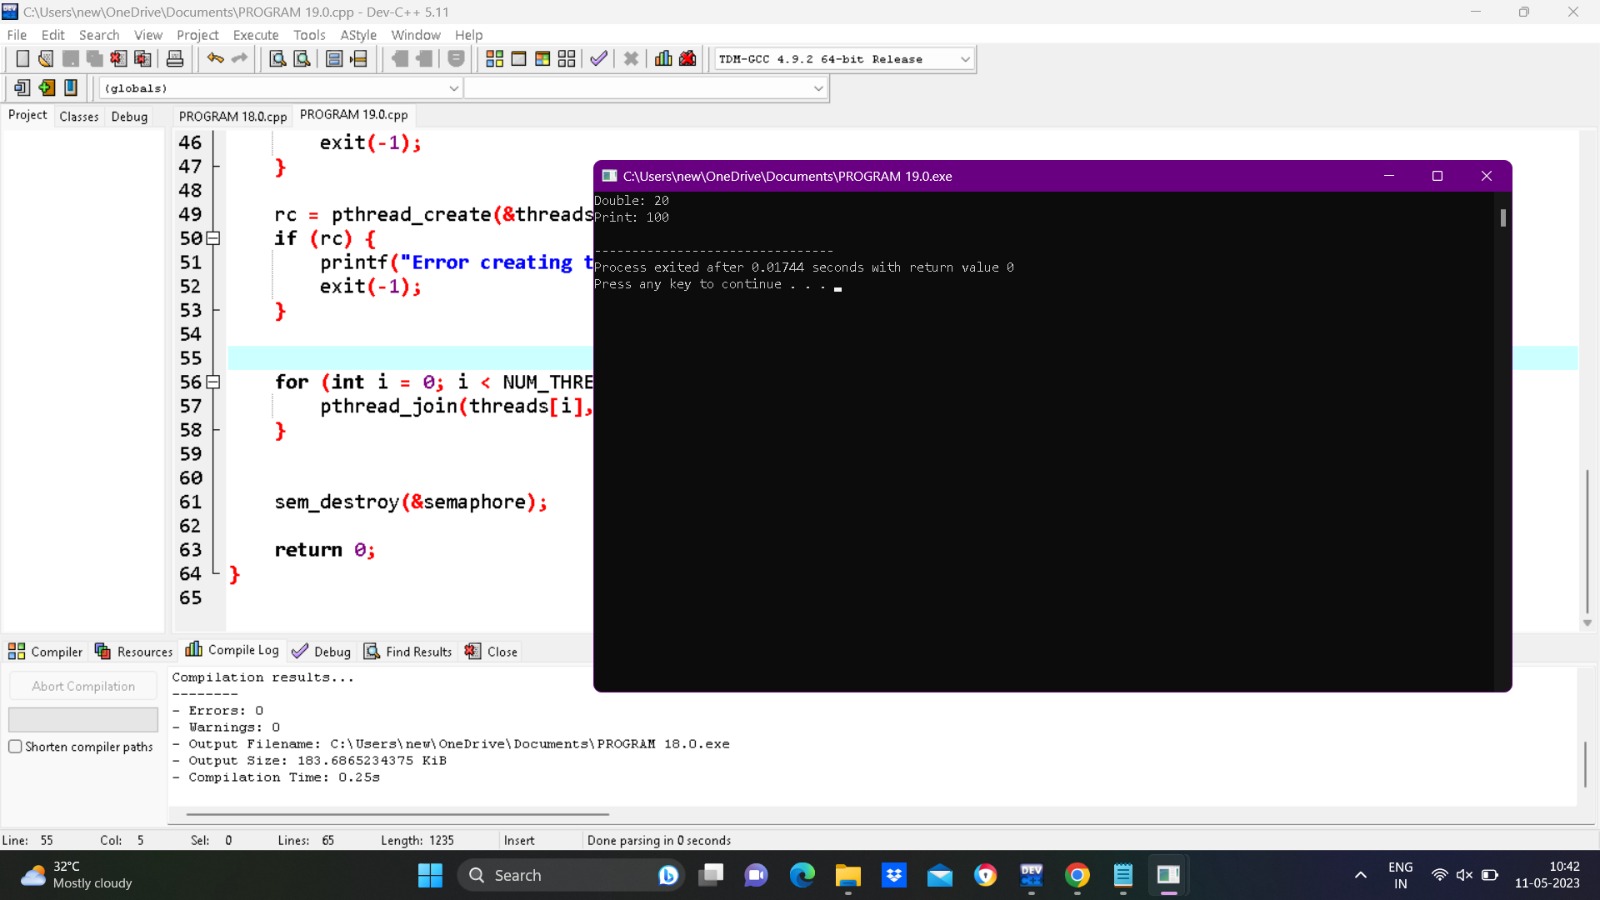 C:\Users\new\OneDrive\Documents\PROGRAM 19.0.cpp - Dev-C++ 5.11
File Edit Search View Project Execute Tools AStyle Window Help
TDM-GCC 4.9.2 64-bit Release
(globals)
Project Classes Debug
PROGRAM 18.0.cpp PROGRAM 19.0.cpp
46 exit(-1);
47 }
48
49 rc = pthread_create(&threads
50 if (rc) {
51 printf("Error creating t
52 exit(-1);
53 }
54
55
56 for (int i = 0; i < NUM_THRE
57 pthread_join(threads[i],
58 }
59
60
61 sem_destroy(&semaphore);
62
63 return 0;
64 }
65
C:\Users\new\OneDrive\Documents\PROGRAM 19.0.exe
Double: 20
Print: 100
--------------------------------
Process exited after 0.01744 seconds with return value 0
Press any key to continue . . .
Compiler Resources Compile Log Debug Find Results Close
Abort Compilation
Shorten compiler paths
Compilation results...
--------
- Errors: 0
- Warnings: 0
- Output Filename: C:\Users\new\OneDrive\Documents\PROGRAM 18.0.exe
- Output Size: 183.6865234375 KiB
- Compilation Time: 0.25s
Line: 55 Col: 5 Sel: 0 Lines: 65 Length: 1235 Insert Done parsing in 0 seconds
32°C
Mostly cloudy
Search
DEV
ENG
IN
10:42
11-05-2023